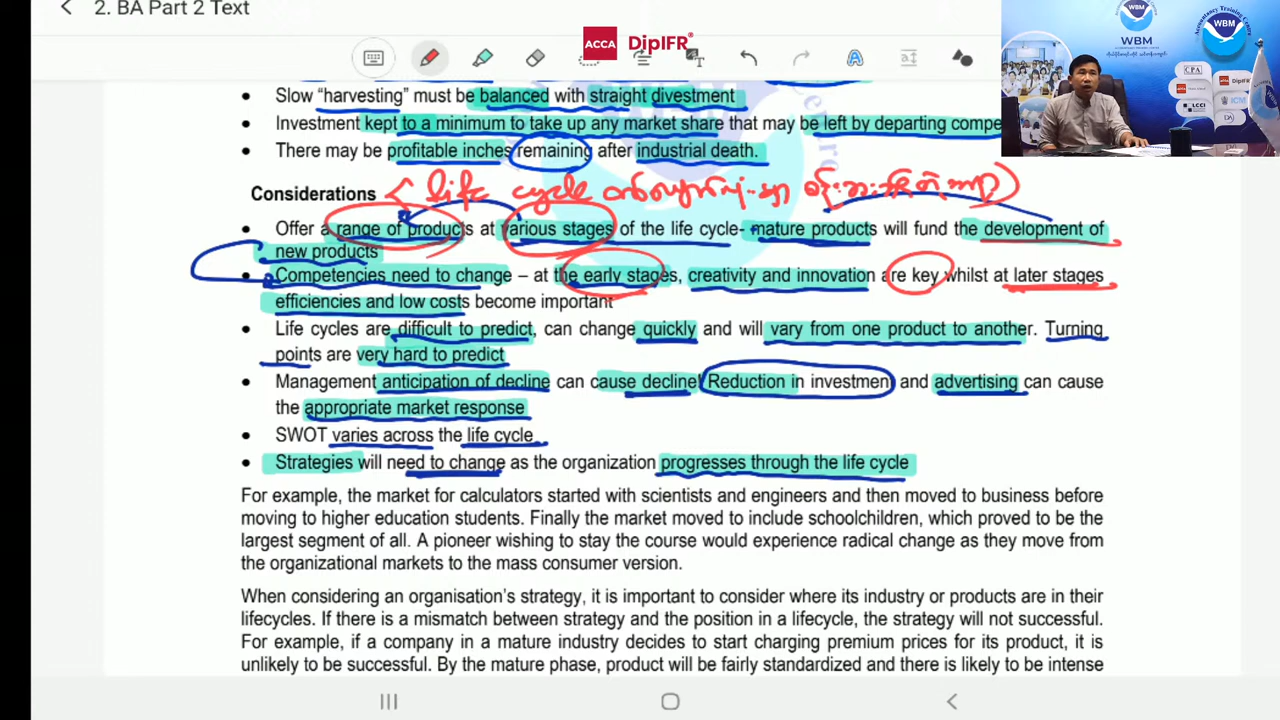 2. BA Part 2 Text
ACCA DipIFR®
WBM
WBM
WBM
CPA
DipIFR
LCCI
ICM
DA
• Slow “harvesting” must be balanced with straight divestment
• Investment kept to a minimum to take up any market share that may be left by departing compe
• There may be profitable inches remaining after industrial death.
Considerations
life cycle
• Offer a range of products at various stages of the life cycle- mature products will fund the development of
new products
• Competencies need to change – at the early stages, creativity and innovation are key whilst at later stages
efficiencies and low costs become important
• Life cycles are difficult to predict, can change quickly and will vary from one product to another. Turning
points are very hard to predict
• Management anticipation of decline can cause decline! Reduction in investment and advertising can cause
the appropriate market response
• SWOT varies across the life cycle
• Strategies will need to change as the organization progresses through the life cycle
For example, the market for calculators started with scientists and engineers and then moved to business before
moving to higher education students. Finally the market moved to include schoolchildren, which proved to be the
largest segment of all. A pioneer wishing to stay the course would experience radical change as they move from
the organizational markets to the mass consumer version.
When considering an organisation’s strategy, it is important to consider where its industry or products are in their
lifecycles. If there is a mismatch between strategy and the position in a lifecycle, the strategy will not successful.
For example, if a company in a mature industry decides to start charging premium prices for its product, it is
unlikely to be successful. By the mature phase, product will be fairly standardized and there is likely to be intense